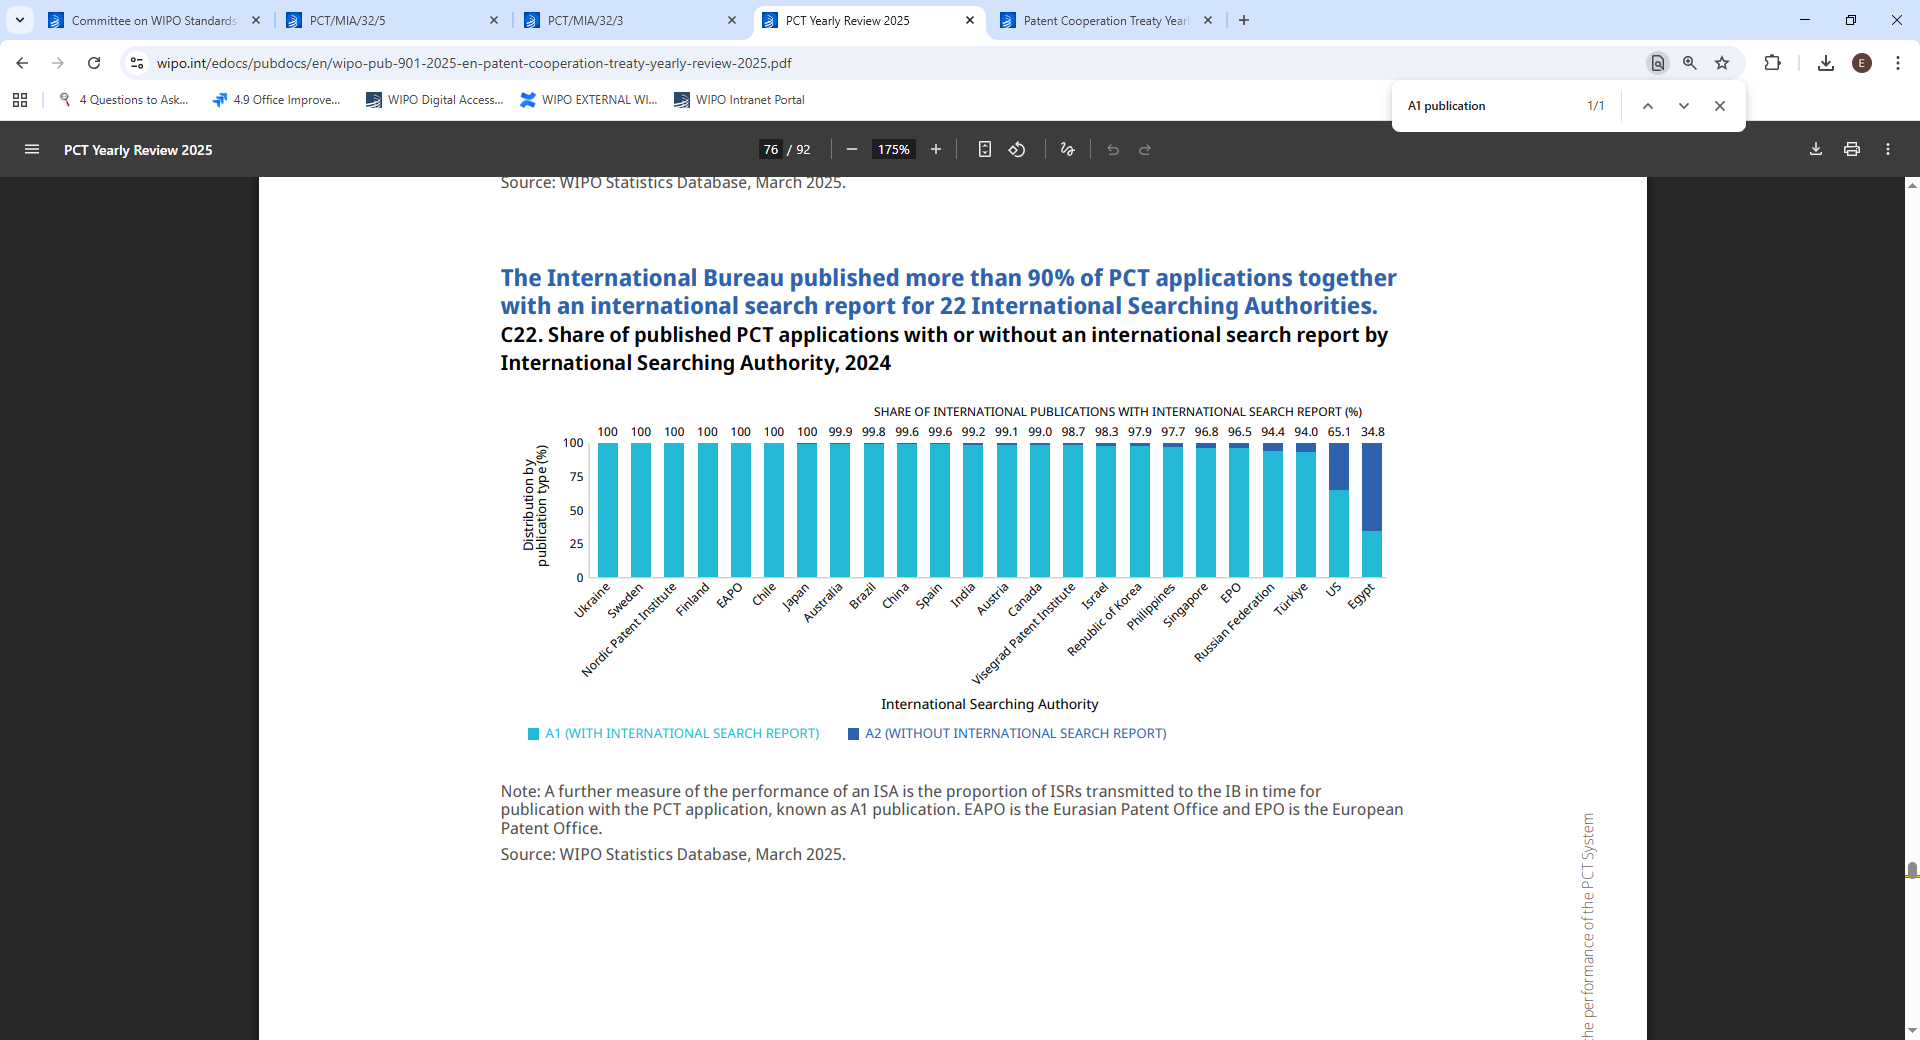 Committee on WIPO Standards
PCT/MIA/32/5
PCT/MIA/32/3
PCT Yearly Review 2025
Patent Cooperation Treaty Year
wipo.int/edocs/pubdocs/en/wipo-pub-901-2025-en-patent-cooperation-treaty-yearly-review-2025.pdf
E
4 Questions to Ask...
4.9 Office Improve...
WIPO Digital Access...
WIPO EXTERNAL WI...
WIPO Intranet Portal
A1 publication
1/1
PCT Yearly Review 2025
76 / 92
175%
Source: WIPO Statistics Database, March 2025.
The International Bureau published more than 90% of PCT applications together
with an international search report for 22 International Searching Authorities.
C22. Share of published PCT applications with or without an international search report by
International Searching Authority, 2024
SHARE OF INTERNATIONAL PUBLICATIONS WITH INTERNATIONAL SEARCH REPORT (%)
100 100 100 100 100 100 100 99.9 99.8 99.6 99.6 99.2 99.1 99.0 98.7 98.3 97.9 97.7 96.8 96.5 94.4 94.0 65.1 34.8
Distribution by
publication type (%)
100
75
50
25
0
Ukraine
Sweden
Nordic Patent Institute
Finland
EAPO
Chile
Japan
Australia
Brazil
China
Spain
India
Austria
Canada
Visegrad Patent Institute
Israel
Republic of Korea
Philippines
Singapore
EPO
Russian Federation
Türkiye
US
Egypt
International Searching Authority
A1 (WITH INTERNATIONAL SEARCH REPORT)
A2 (WITHOUT INTERNATIONAL SEARCH REPORT)
Note: A further measure of the performance of an ISA is the proportion of ISRs transmitted to the IB in time for
publication with the PCT application, known as A1 publication. EAPO is the Eurasian Patent Office and EPO is the European
Patent Office.
Source: WIPO Statistics Database, March 2025.
he performance of the PCT System